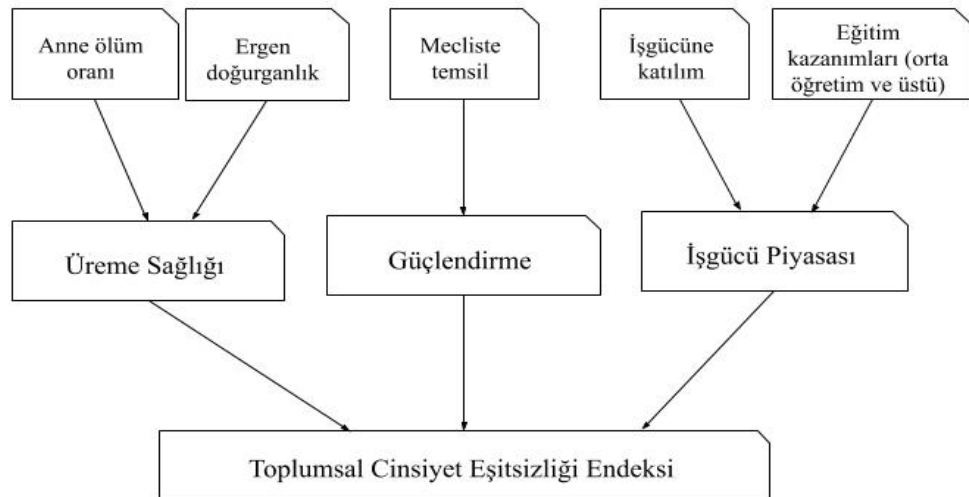 Anne ölüm
oranı
Ergen
doğurganlık
Mecliste
temsil
İşgücüne
katılım
Eğitim
kazanımları (orta
öğretim ve üstü)
Üreme Sağlığı
Güçlendirme
İşgücü Piyasası
Toplumsal Cinsiyet Eşitsizliği Endeksi